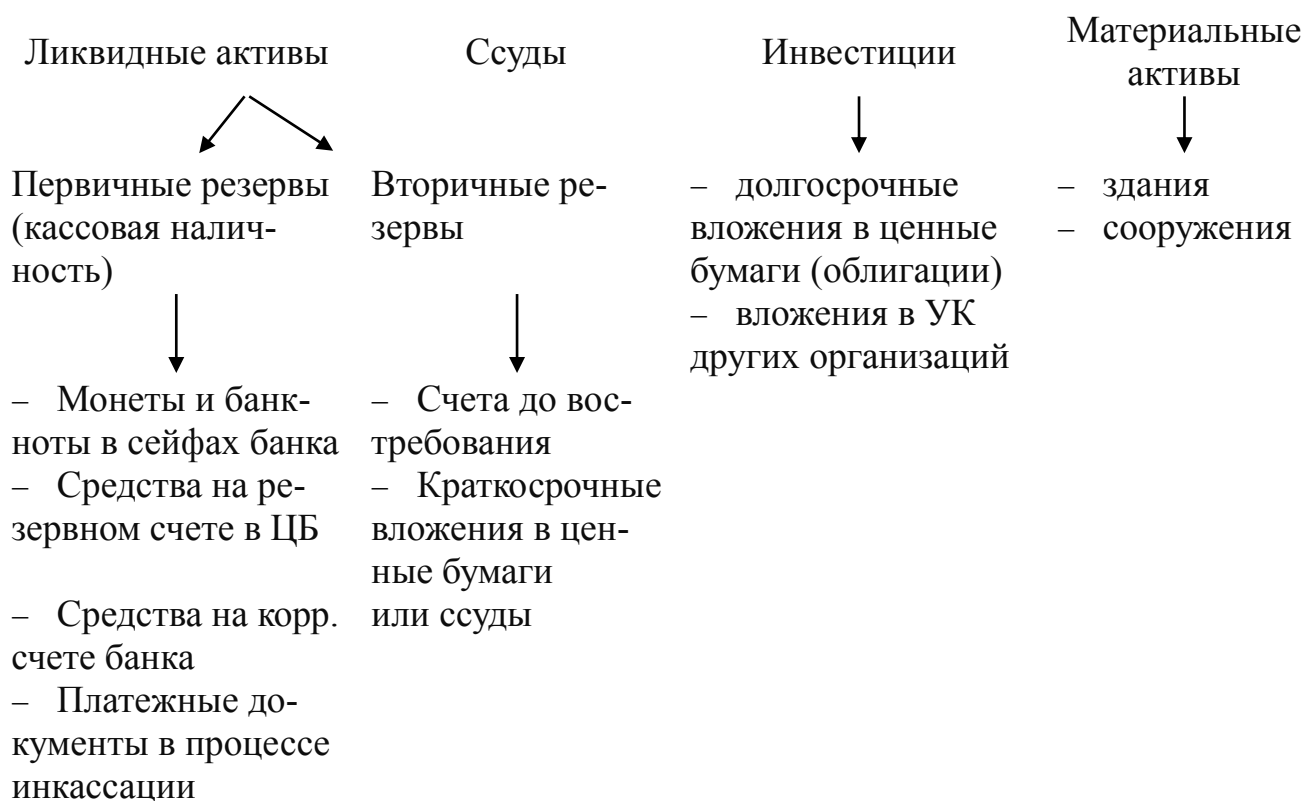 Ликвидные активы
Ссуды
Инвестиции
Материальные
активы
Первичные резервы
(кассовая налич-
ность)
Вторичные ре-
зервы
– долгосрочные
вложения в ценные
бумаги (облигации)
– вложения в УК
других организаций
– здания
– сооружения
– Монеты и банк-
ноты в сейфах банка
– Средства на ре-
зервном счете в ЦБ
– Средства на корр.
счете банка
– Платежные до-
кументы в процессе
инкассации
– Счета до вос-
требования
– Краткосрочные
вложения в цен-
ные бумаги
или ссуды